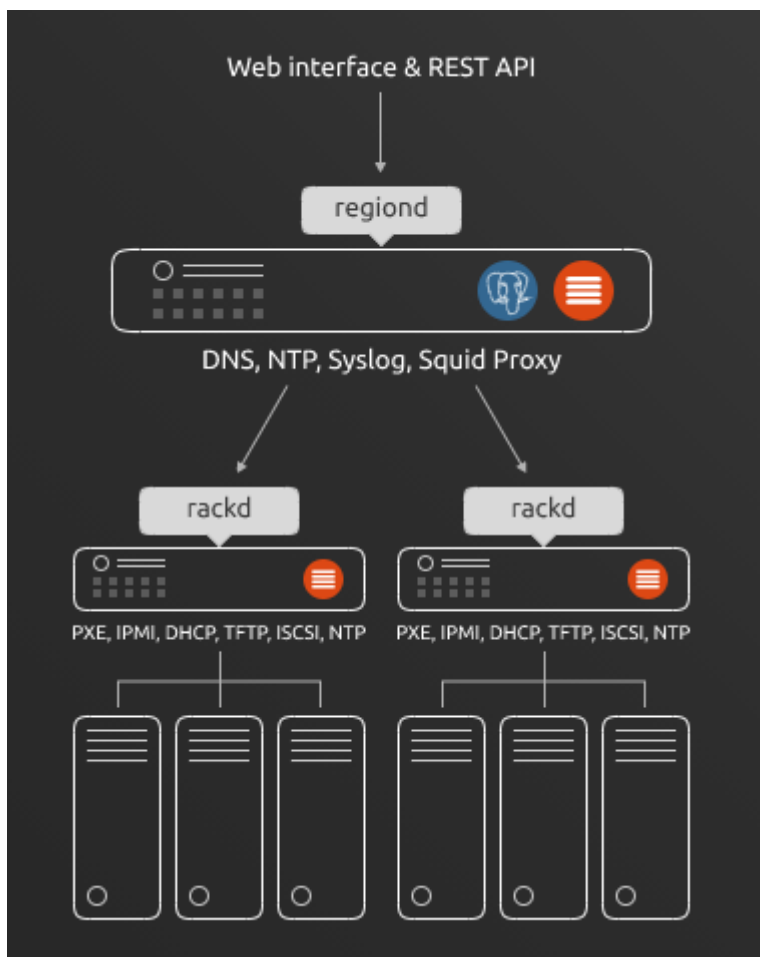 Web interface & REST API
regiond
DNS, NTP, Syslog, Squid Proxy
rackd
rackd
PXE, IPMI, DHCP, TFTP, ISCSI, NTP
PXE, IPMI, DHCP, TFTP, ISCSI, NTP